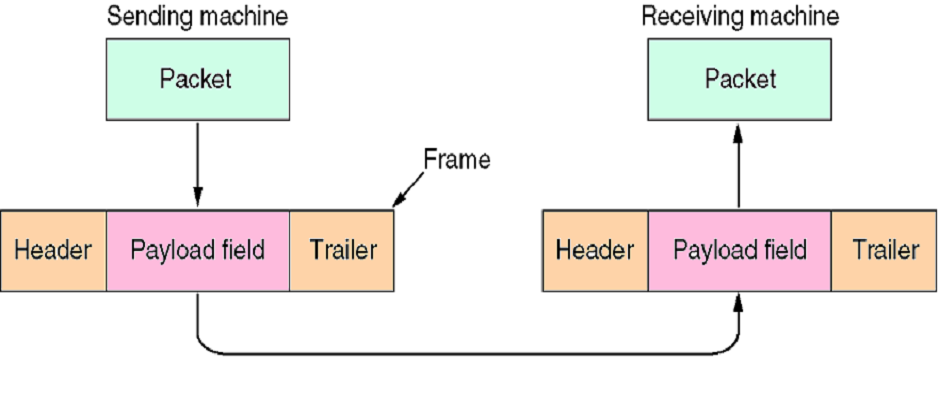 Sending machine
Receiving machine
Packet
Packet
Frame
Header
Payload field
Trailer
Header
Payload field
Trailer